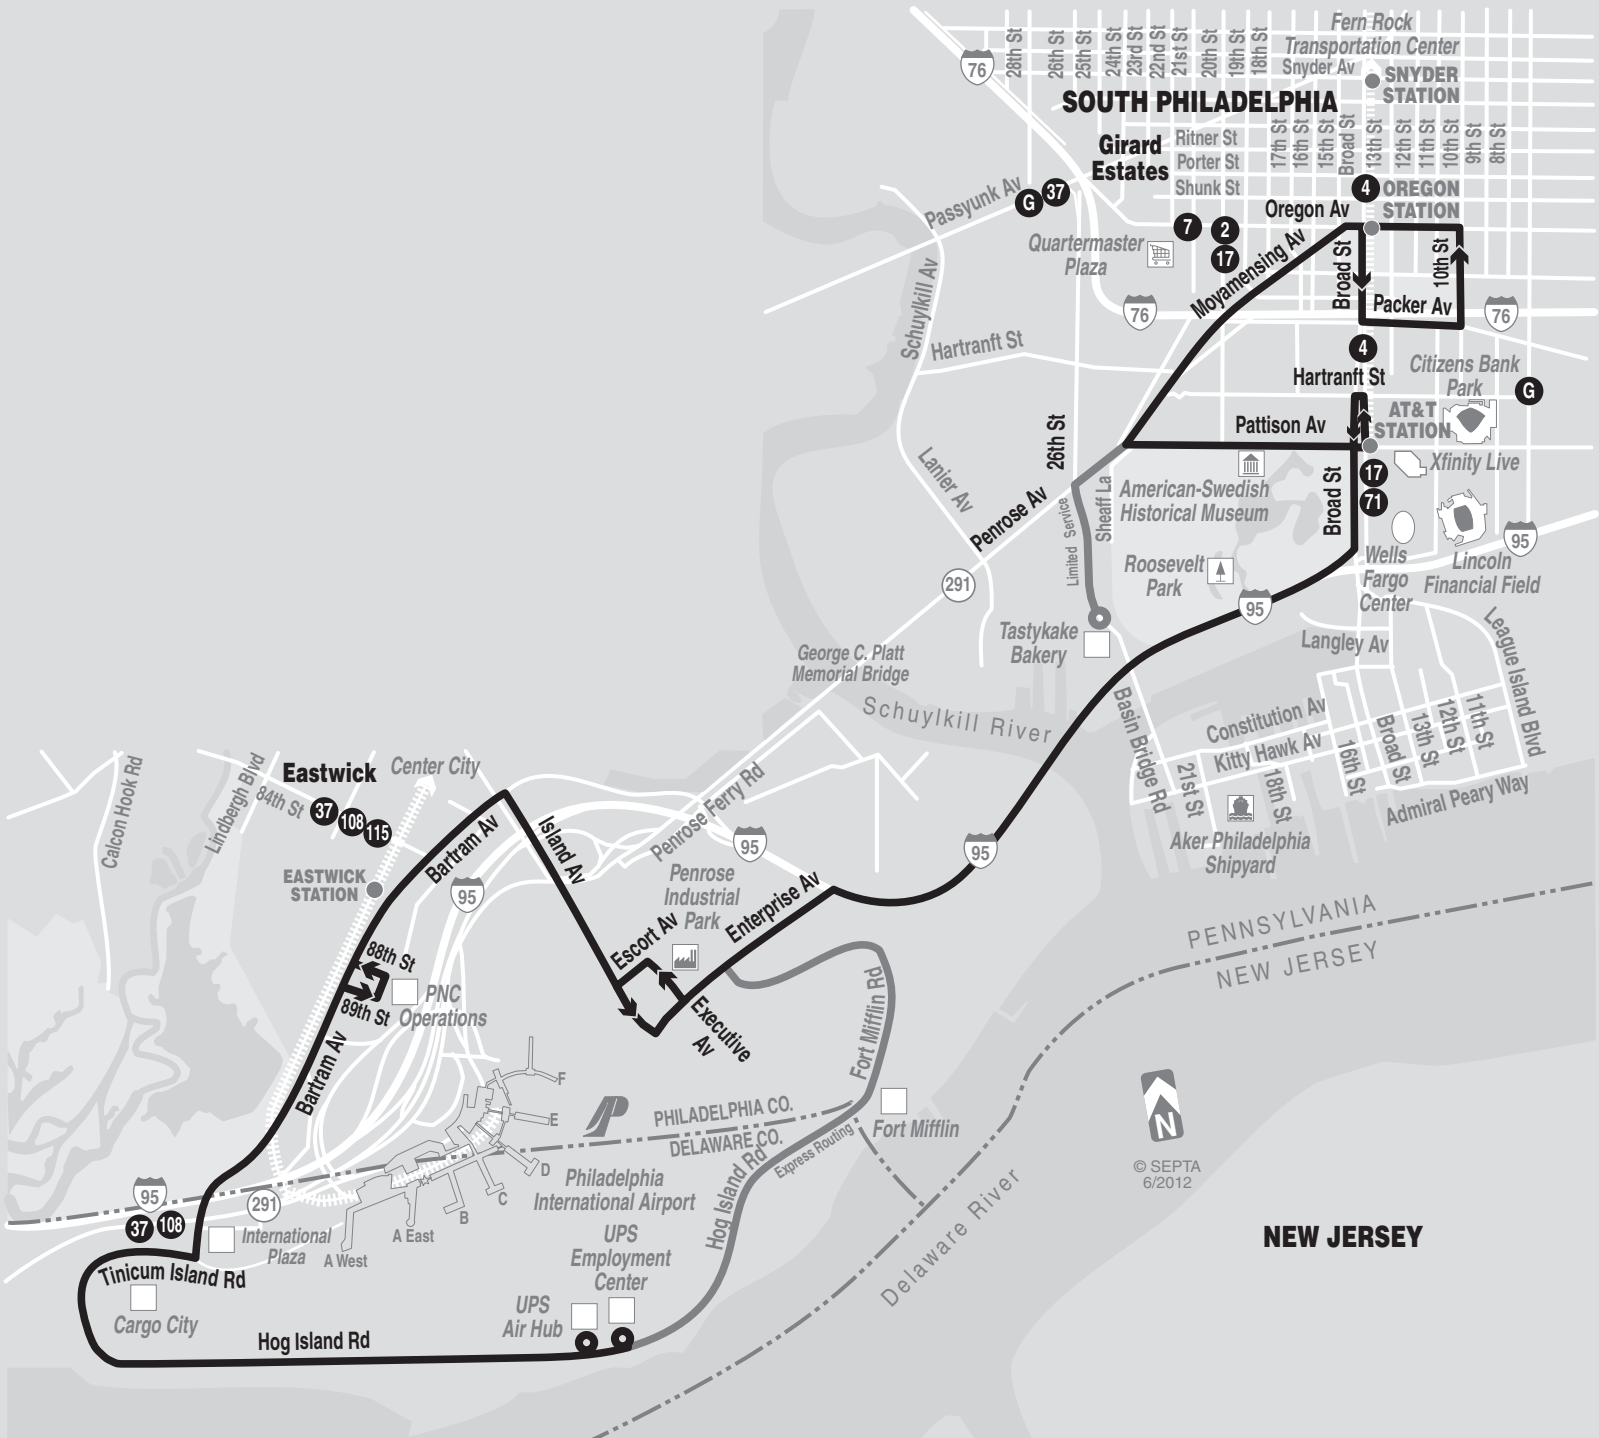 Fern Rock
Transportation Center
Snyder Av
SNYDER
STATION
76
28th St
26th St
25th St
24th St
23rd St
22nd St
21st St
20th St
19th St
18th St
SOUTH PHILADELPHIA
Girard
Estates
Ritner St
Porter St
Shunk St
17th St
16th St
15th St
Broad St
13th St
12th St
11th St
10th St
9th St
8th St
Passyunk Av
G
37
4
OREGON
STATION
Oregon Av
7
2
17
Quartermaster
Plaza
Moyamensing Av
Broad St
10th St
Packer Av
76
76
Schuylkill Av
Hartranft St
4
Hartranft St
Citizens Bank
Park
G
AT&T
STATION
Pattison Av
26th St
Xfinity Live
17
71
Lanier Av
Penrose Av
Limited Service
Sheaff La
American-Swedish
Historical Museum
Broad St
Roosevelt
Park
95
Wells
Fargo
Center
Lincoln
Financial Field
95
291
Tastykake
Bakery
Langley Av
League Island Blvd
George C. Platt
Memorial Bridge
Schuylkill River
Basin Bridge Rd
Constitution Av
Kitty Hawk Av
21st St
18th St
16th St
Broad St
13th St
12th St
11th St
Admiral Peary Way
Aker Philadelphia
Shipyard
Calcon Hook Rd
Lindbergh Blvd
Eastwick
84th St
Center City
37
108
115
EASTWICK
STATION
Bartram Av
Island Av
95
Penrose Ferry Rd
95
95
Penrose
Industrial
Park
Escort Av
Enterprise Av
Executive
Av
88th St
89th St
PNC
Operations
Bartram Av
Fort Mifflin Rd
PENNSYLVANIA
NEW JERSEY
F
E
D
C
B
A East
A West
PHILADELPHIA CO.
DELAWARE CO.
Fort Mifflin
Express Routing
Hog Island Rd
Philadelphia
International Airport
N
© SEPTA
6/2012
95
37
108
291
International
Plaza
UPS
Employment
Center
Delaware River
NEW JERSEY
Tinicum Island Rd
Cargo City
UPS
Air Hub
Hog Island Rd